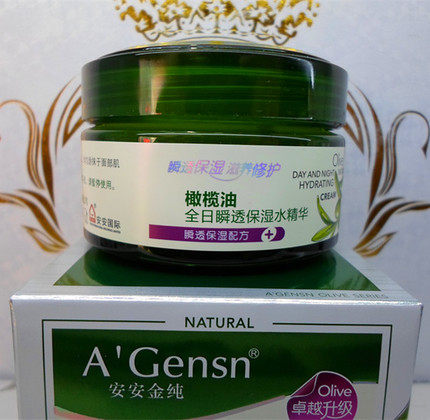 瞬透保湿 滋养修护
橄榄油
全日瞬透保湿水精华
瞬透保湿配方
Olive
DAY AND NIGHT
HYDRATING
CREAM
安安国际
A'GENSN OLIVE SERIES
NATURAL
A'Gensn®
安安金纯
Olive
卓越升级